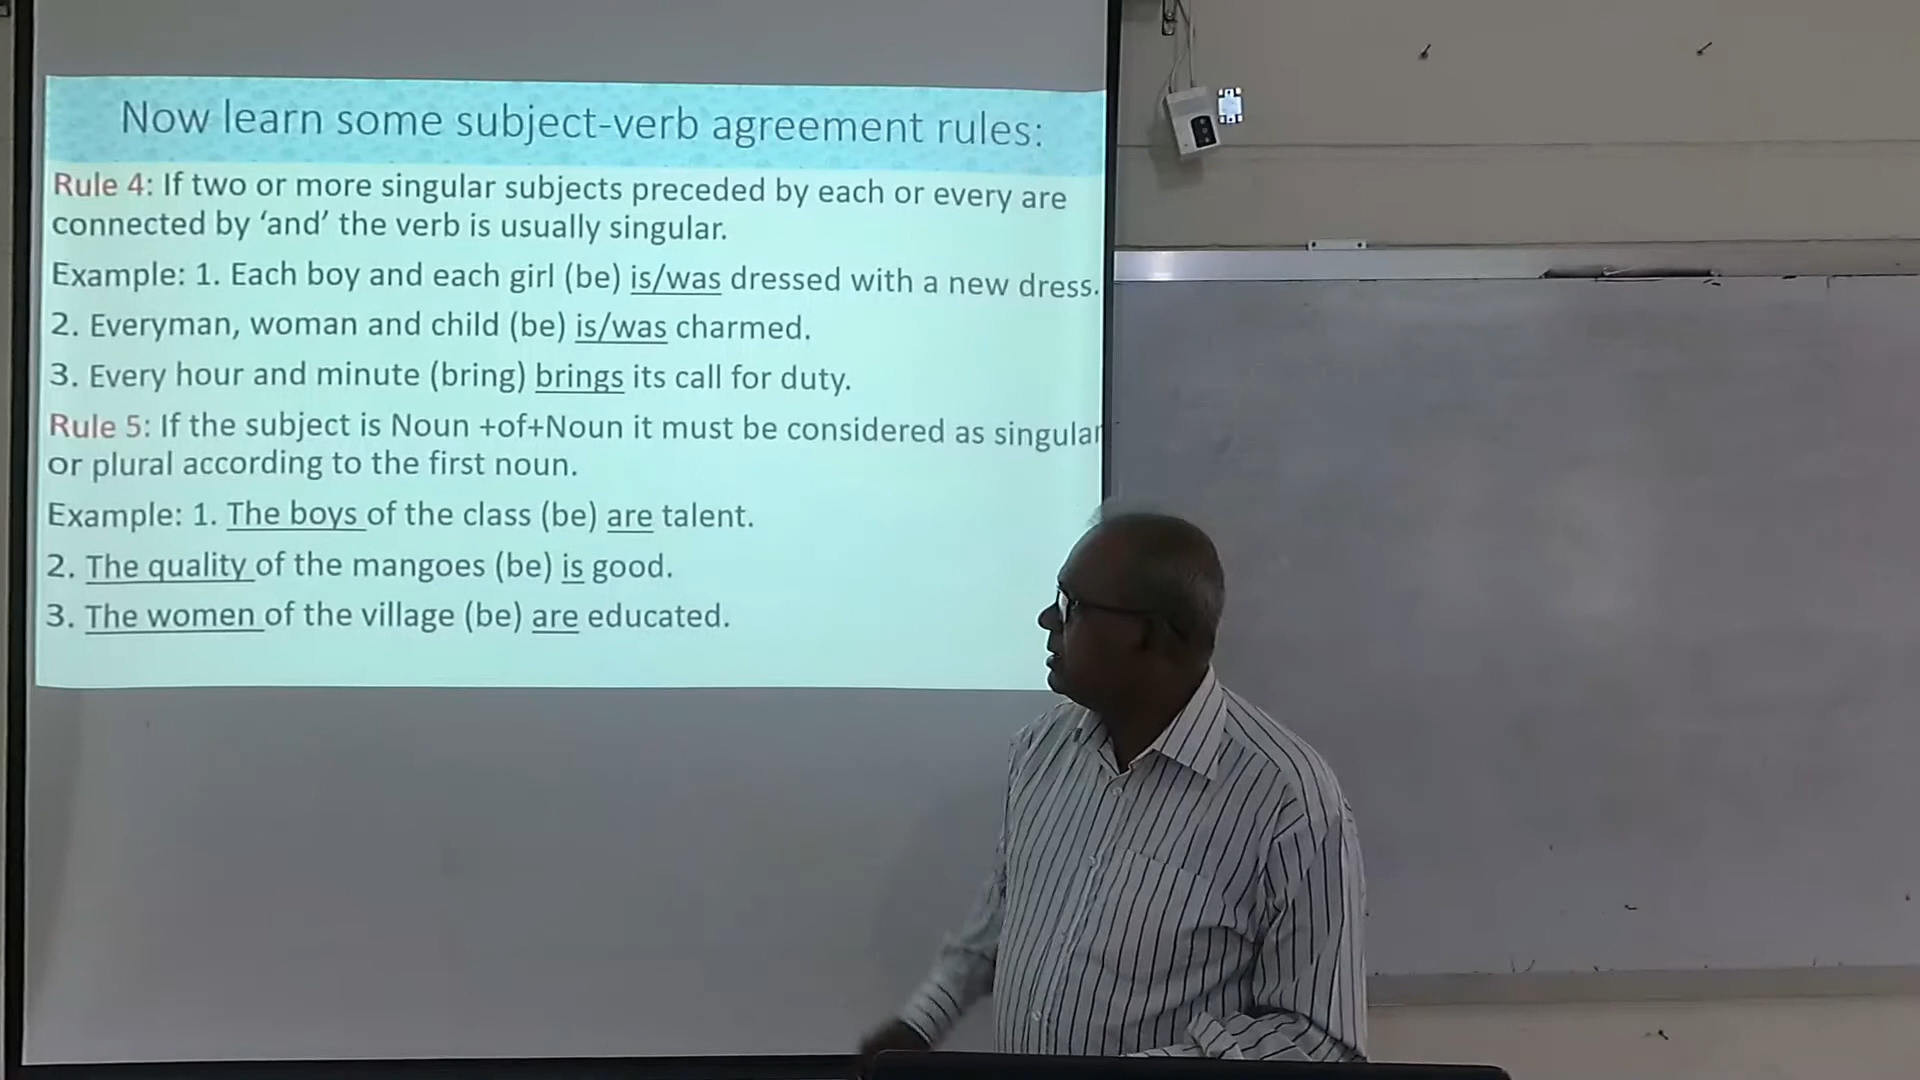 Now learn some subject-verb agreement rules:
Rule 4: If two or more singular subjects preceded by each or every are
connected by ‘and’ the verb is usually singular.
Example: 1. Each boy and each girl (be) is/was dressed with a new dress.
2. Everyman, woman and child (be) is/was charmed.
3. Every hour and minute (bring) brings its call for duty.
Rule 5: If the subject is Noun +of+Noun it must be considered as singular
or plural according to the first noun.
Example: 1. The boys of the class (be) are talent.
2. The quality of the mangoes (be) is good.
3. The women of the village (be) are educated.